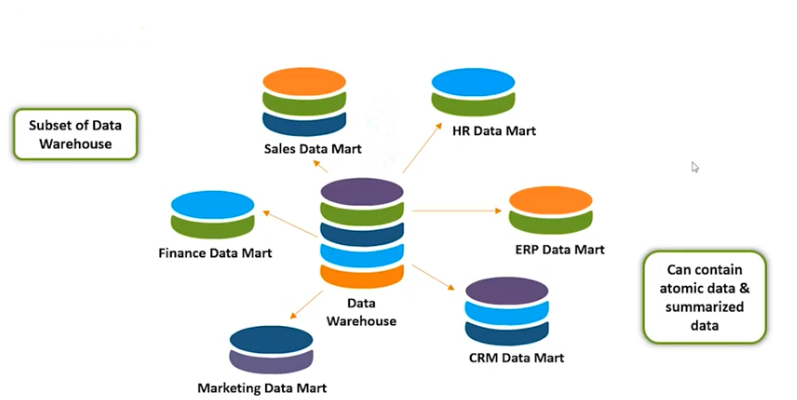 Subset of Data
Warehouse
Sales Data Mart
HR Data Mart
Finance Data Mart
ERP Data Mart
Data
Warehouse
Can contain
atomic data &
summarized
data
CRM Data Mart
Marketing Data Mart